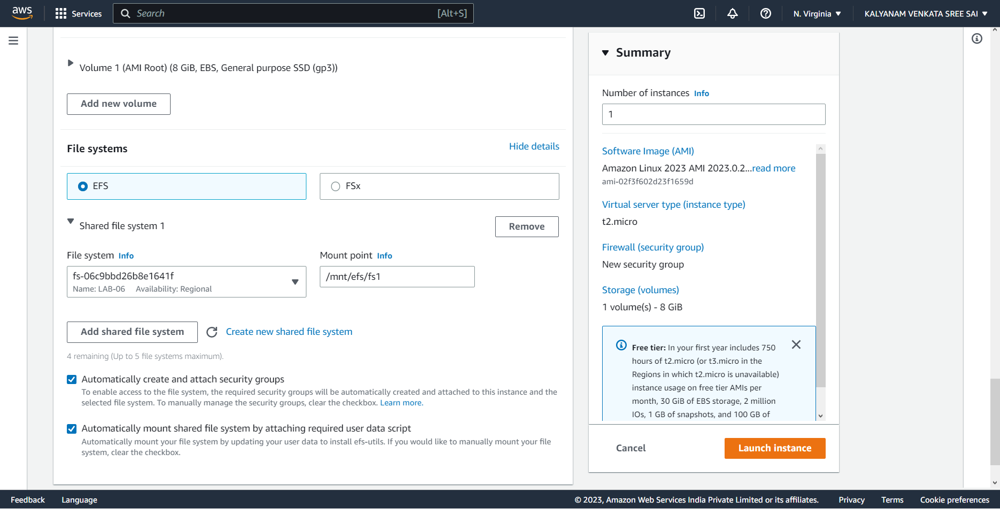 aws
Services
Search
[Alt+S]
N. Virginia
KALYANAM VENKATA SREE SAI
Volume 1 (AMI Root) (8 GiB, EBS, General purpose SSD (gp3))
Add new volume
File systems
Hide details
EFS
FSx
Shared file system 1
Remove
File system Info
Mount point Info
fs-06c9bbd26b8e1641f
Name: LAB-06 Availability: Regional
/mnt/efs/fs1
Add shared file system
Create new shared file system
4 remaining (Up to 5 file systems maximum).
Automatically create and attach security groups
To enable access to the file system, the required security groups will be automatically created and attached to this instance and the
selected file system. To manually manage the security groups, clear the checkbox. Learn more.
Automatically mount shared file system by attaching required user data script
Automatically mount your file system by updating your user data to install efs-utils. If you would like to manually mount your file
system, clear the checkbox.
Summary
Number of instances Info
1
Software Image (AMI)
Amazon Linux 2023 AMI 2023.0.2...read more
ami-02f3f602d23f1659d
Virtual server type (instance type)
t2.micro
Firewall (security group)
New security group
Storage (volumes)
1 volume(s) - 8 GiB
Free tier: In your first year includes 750
hours of t2.micro (or t3.micro in the
Regions in which t2.micro is unavailable)
instance usage on free tier AMIs per
month, 30 GiB of EBS storage, 2 million
IOs, 1 GB of snapshots, and 100 GB of
Cancel
Launch instance
Feedback
Language
© 2023, Amazon Web Services India Private Limited or its affiliates.
Privacy
Terms
Cookie preferences